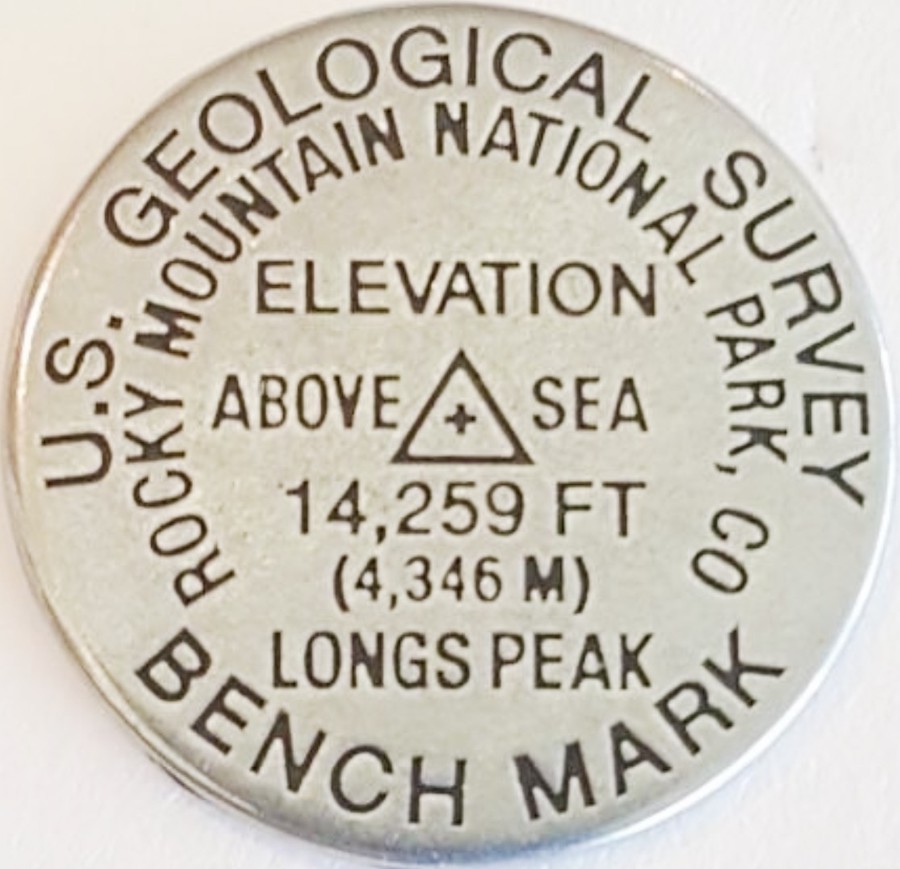 U.S. GEOLOGICAL SURVEY
ROCKY MOUNTAIN NATIONAL PARK, CO
ELEVATION
ABOVE SEA
14,259 FT
(4,346 M)
LONGS PEAK
BENCH MARK